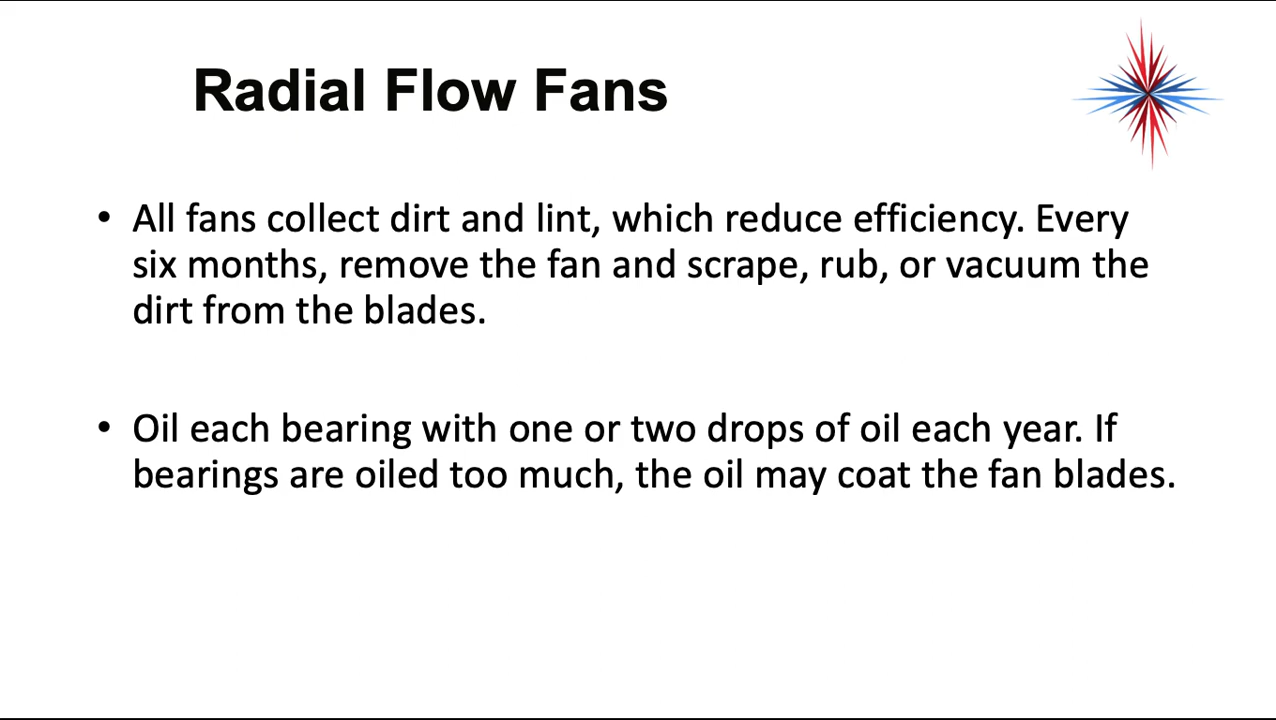 Radial Flow Fans
• All fans collect dirt and lint, which reduce efficiency. Every
six months, remove the fan and scrape, rub, or vacuum the
dirt from the blades.
• Oil each bearing with one or two drops of oil each year. If
bearings are oiled too much, the oil may coat the fan blades.